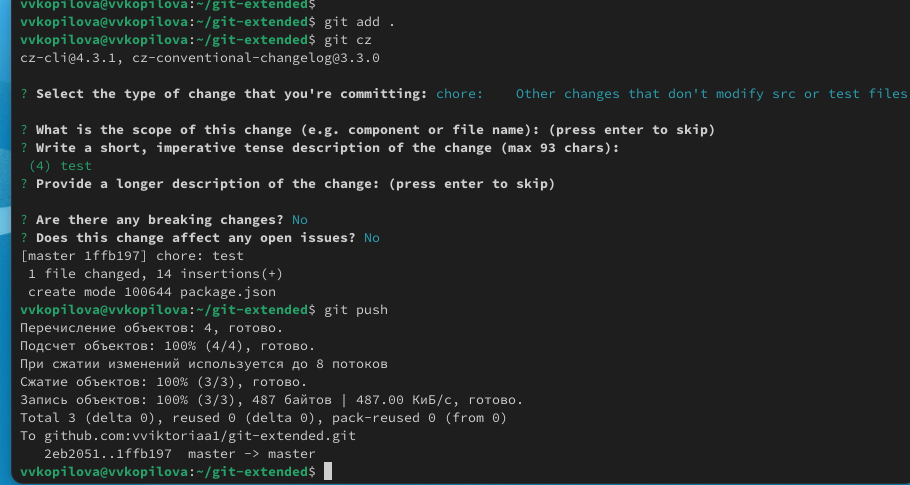 vvkopilova@vvkopilova:~/git-extended$
vvkopilova@vvkopilova:~/git-extended$ git add .
vvkopilova@vvkopilova:~/git-extended$ git cz
cz-cli@4.3.1, cz-conventional-changelog@3.3.0
? Select the type of change that you're committing: chore:    Other changes that don't modify src or test files
? What is the scope of this change (e.g. component or file name): (press enter to skip)
? Write a short, imperative tense description of the change (max 93 chars):
 (4) test
? Provide a longer description of the change: (press enter to skip)
? Are there any breaking changes? No
? Does this change affect any open issues? No
[master 1ffb197] chore: test
 1 file changed, 14 insertions(+)
 create mode 100644 package.json
vvkopilova@vvkopilova:~/git-extended$ git push
Перечисление объектов: 4, готово.
Подсчет объектов: 100% (4/4), готово.
При сжатии изменений используется до 8 потоков
Сжатие объектов: 100% (3/3), готово.
Запись объектов: 100% (3/3), 487 байтов | 487.00 КиБ/с, готово.
Total 3 (delta 0), reused 0 (delta 0), pack-reused 0 (from 0)
To github.com:vviktoriaa1/git-extended.git
   2eb2051..1ffb197  master -> master
vvkopilova@vvkopilova:~/git-extended$